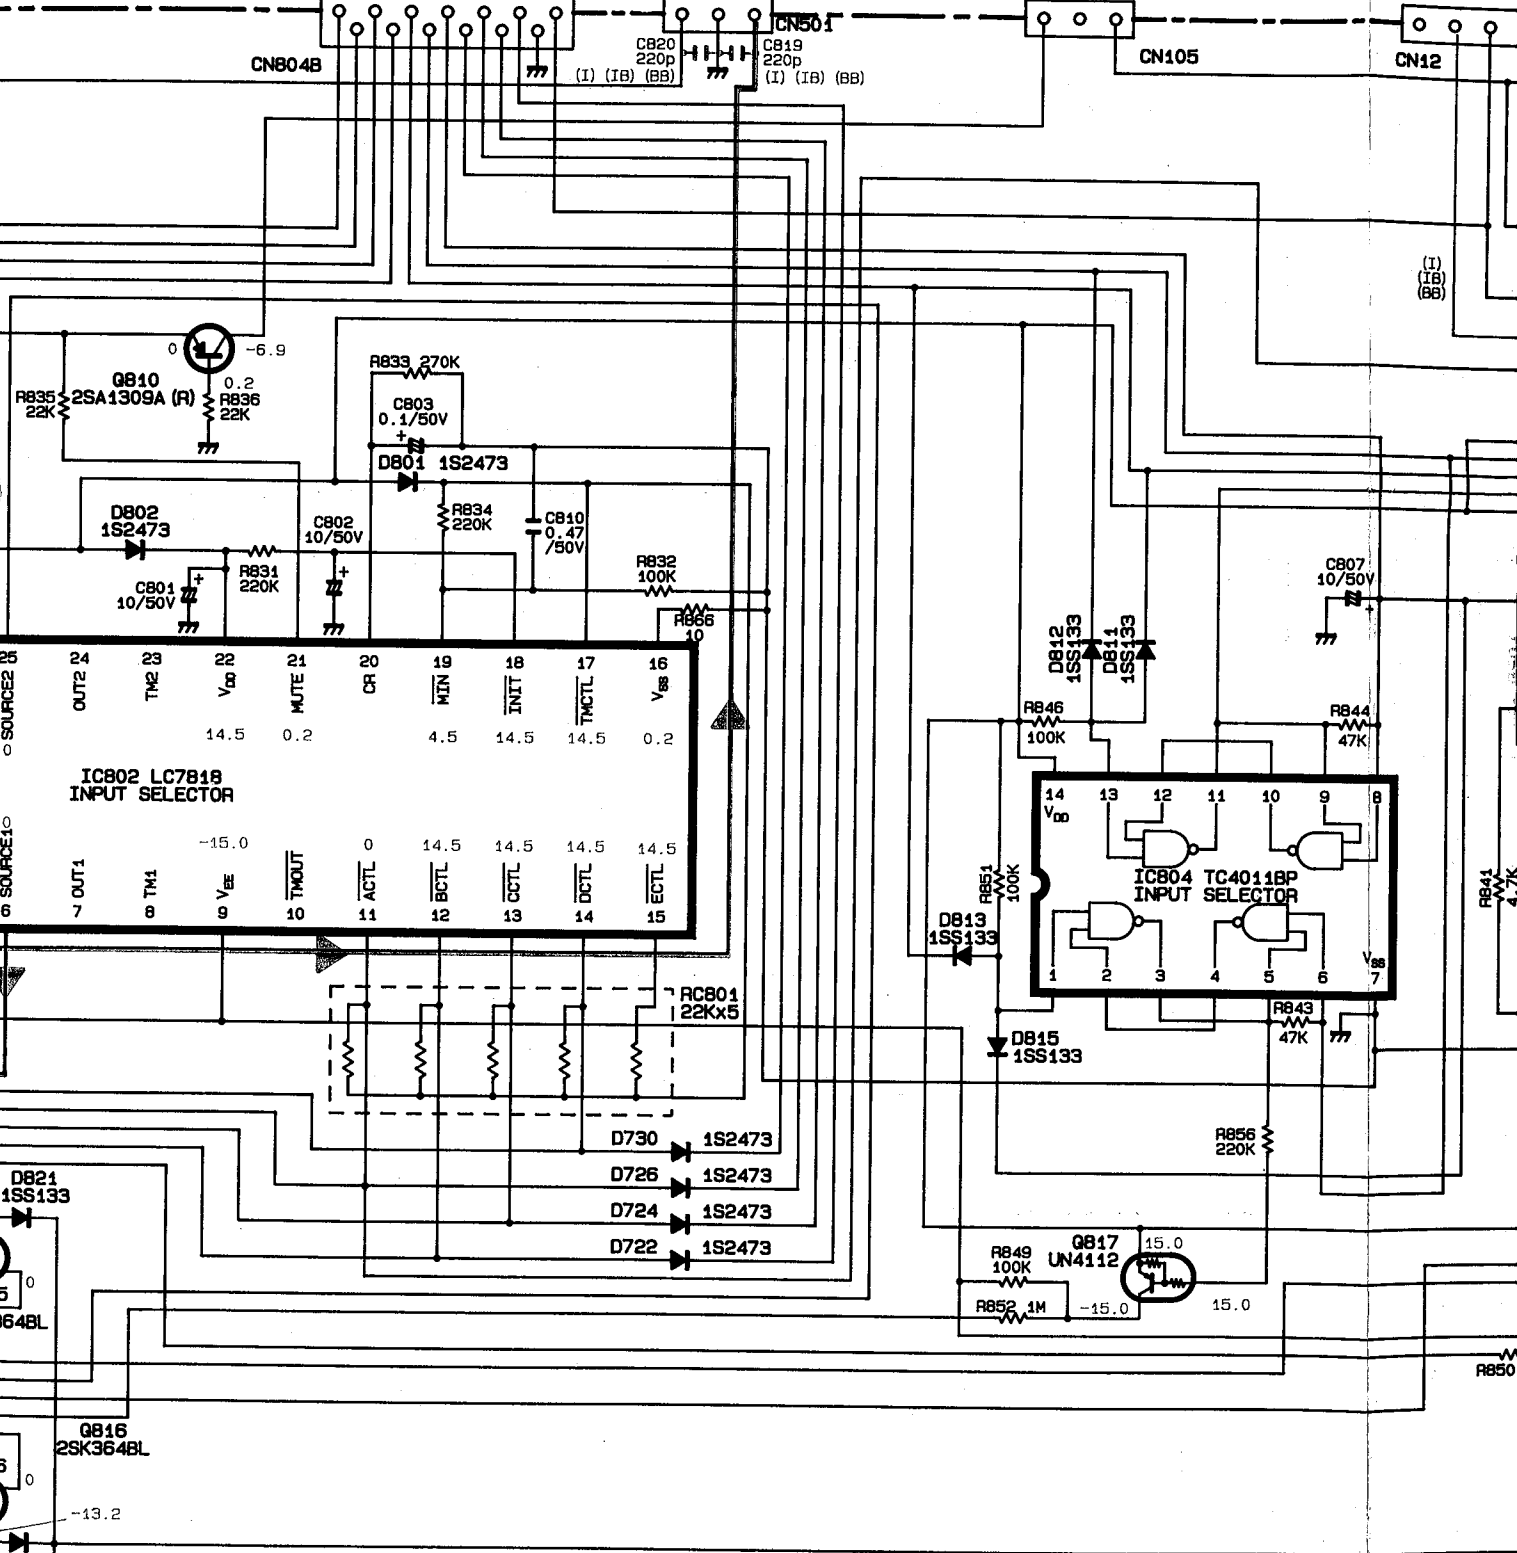 CN804B
CN501
C820
220p
(I) (IB) (BB)
C819
220p
(I) (IB) (BB)
CN105
CN12
(I)
(IB)
(BB)
0
-6.9
Q810
2SA1309A (R)
0.2
R835
22K
R836
22K
R833 270K
C803
0.1/50V
+
D801 1S2473
D802
1S2473
C802
10/50V
+
R834
220K
C810
0.47
/50V
R831
220K
C801
10/50V
+
R832
100K
R866
10
C807
10/50V
+
D812
1SS133
D811
1SS133
25 24 23 22 21 20 19 18 17 16
SOURCE2
OUT2
TM2
VDD
MUTE
CR
MIN
INIT
TMCTL
VSS
0
14.5 0.2 4.5 14.5 14.5 0.2
IC802 LC7818
INPUT SELECTOR
0
-15.0 0 14.5 14.5 14.5 14.5
SOURCE1
OUT1
TM1
VEE
TMOUT
ACTL
BCTL
CCTL
DCTL
ECTL
6 7 8 9 10 11 12 13 14 15
R846
100K
R844
47K
14 13 12 11 10 9 8
VDD
IC804 TC4011BP
INPUT SELECTOR
VSS
1 2 3 4 5 6 7
R851
100K
R841
4.7K
D813
1SS133
RC801
22Kx5
R843
47K
D815
1SS133
D730 1S2473
D726 1S2473
D724 1S2473
D722 1S2473
R856
220K
D821
1SS133
0
5
364BL
Q817
UN4112
15.0
R849
100K
R852 1M
-15.0
15.0
R850
Q816
2SK364BL
6
0
-13.2